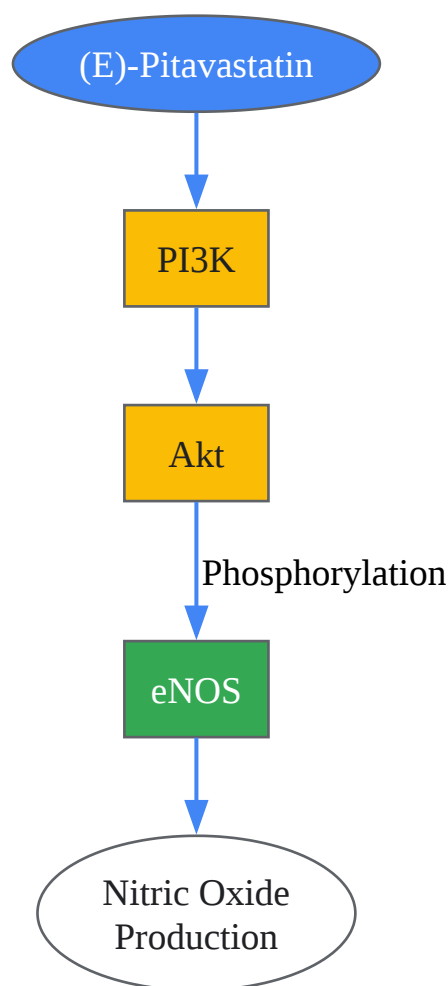 (E)-Pitavastatin
PI3K
Akt
Phosphorylation
eNOS
Nitric Oxide
Production